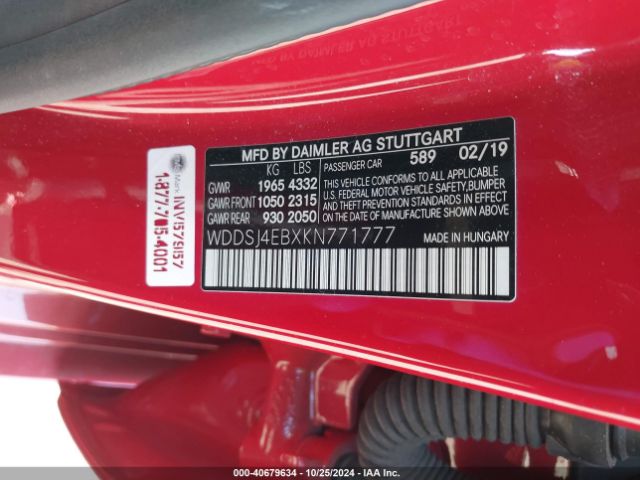 MFD BY DAIMLER AG STUTTGART
KG LBS PASSENGER CAR 589 02/19
GVWR 1965 4332
GAWR FRONT 1050 2315
GAWR REAR 930 2050
THIS VEHICLE CONFORMS TO ALL APPLICABLE
U.S. FEDERAL MOTOR VEHICLE SAFETY, BUMPER
AND THEFT PREVENTION STANDARDS IN EFFECT
ON THE DATE OF MANUFACTURE SHOWN ABOVE.
WDDSJ4EBXKN771777 MADE IN HUNGARY
Mark
000-40679634 - 10/25/2024 - IAA Inc.